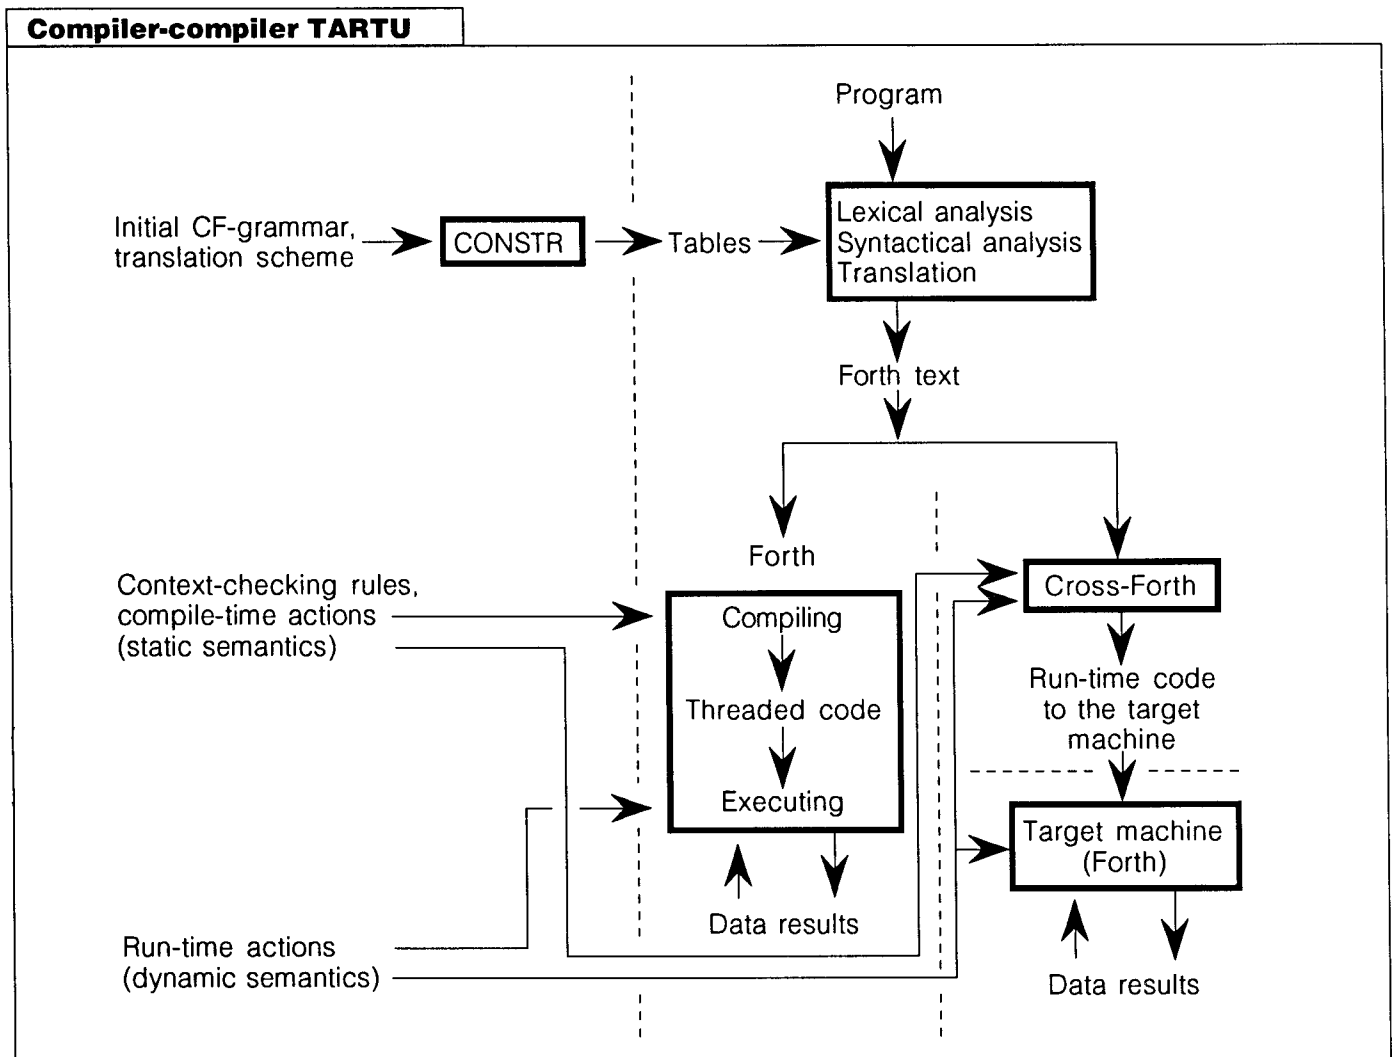 Compiler-compiler TARTU
Program
Initial CF-grammar,
translation scheme
CONSTR
Tables
Lexical analysis
Syntactical analysis
Translation
Forth text
Forth
Context-checking rules,
compile-time actions
(static semantics)
Compiling
Threaded code
Executing
Data results
Cross-Forth
Run-time code
to the target
machine
Target machine
(Forth)
Data results
Run-time actions
(dynamic semantics)